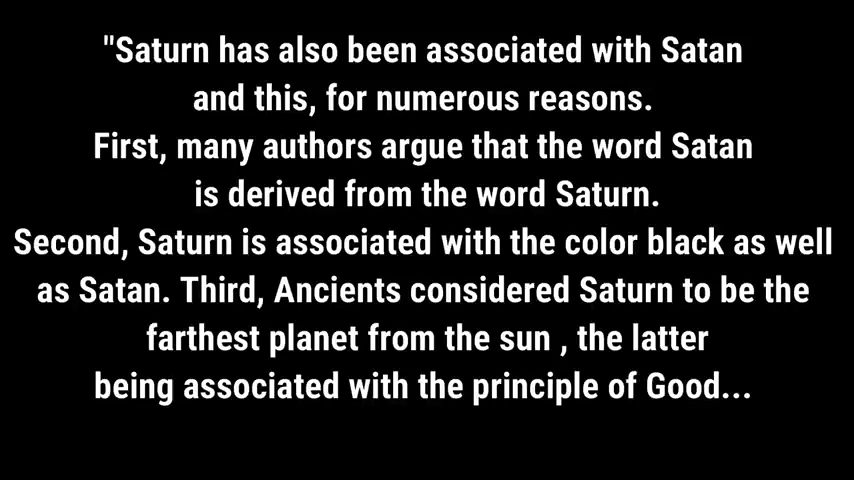 "Saturn has also been associated with Satan
and this, for numerous reasons.
First, many authors argue that the word Satan
is derived from the word Saturn.
Second, Saturn is associated with the color black as well
as Satan. Third, Ancients considered Saturn to be the
farthest planet from the sun , the latter
being associated with the principle of Good...